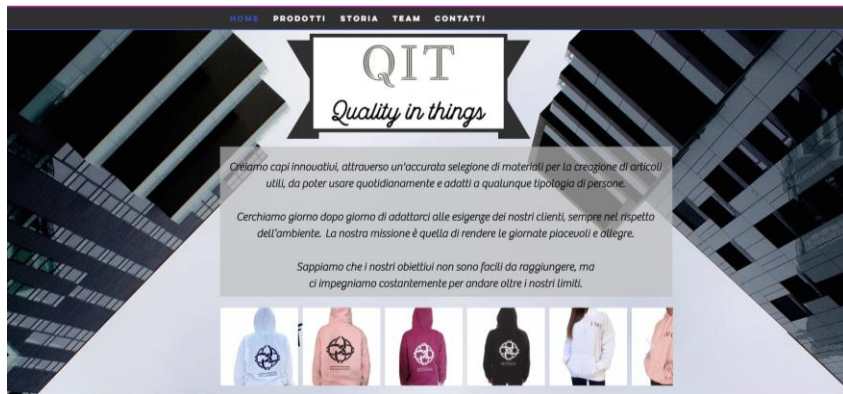 HOME PRODOTTI STORIA TEAM CONTATTI
QIT
Quality in things
Creiamo capi innovativi, attraverso un'accurata selezione di materiali per la creazione di articoli
utili, da poter usare quotidianamente e adatti a qualunque tipologia di persone.
Cerchiamo giorno dopo giorno di adattarci alle esigenze dei nostri clienti, sempre nel rispetto
dell'ambiente. La nostra missione è quella di rendere le giornate piacevoli e allegre.
Sappiamo che i nostri obiettivi non sono facili da raggiungere, ma
ci impegniamo costantemente per andare oltre i nostri limiti.